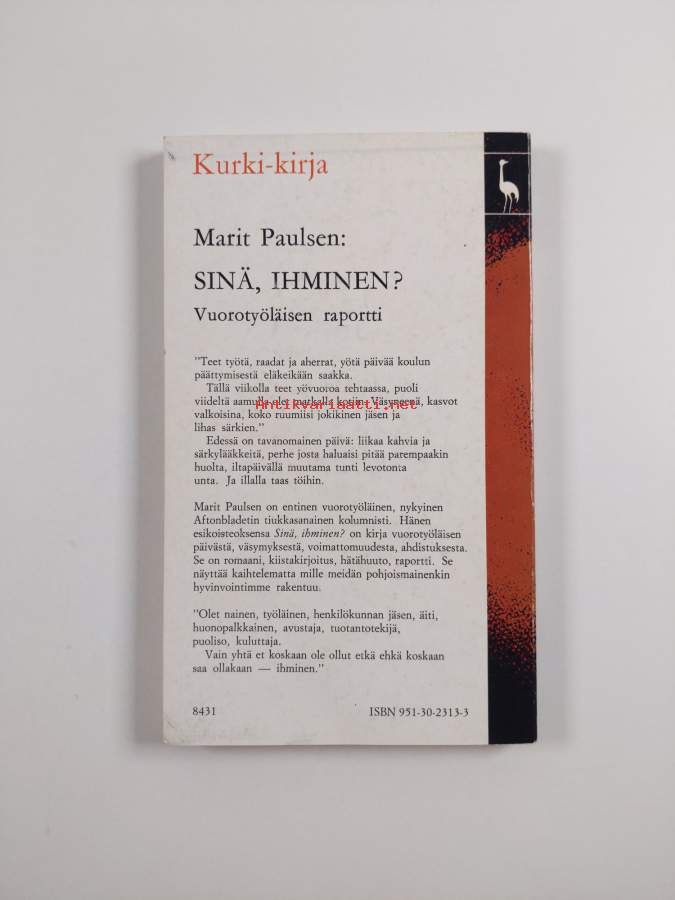 Kurki-kirja
Marit Paulsen:
SINÄ, IHMINEN?
Vuorotyöläisen raportti
"Teet työtä, raadat ja aherrat, yötä päivää koulun
päättymisestä eläkeikään saakka.
Tällä viikolla teet yövuoroa tehtaassa, puoli
viideltä aamulla olet matkalla kotiin. Väsyneenä, kasvot
Antikvariaatti.net
valkoisina, koko ruumiisi jokikinen jäsen ja
lihas särkien."
Edessä on tavanomainen päivä: liikaa kahvia ja
särkylääkkeitä, perhe josta haluaisi pitää parempaakin
huolta, iltapäivällä muutama tunti levotonta
unta. Ja illalla taas töihin.
Marit Paulsen on entinen vuorotyöläinen, nykyinen
Aftonbladetin tiukkasanainen kolumnisti. Hänen
esikoisteoksensa Sinä, ihminen? on kirja vuorotyöläisen
päivästä, väsymyksestä, voimattomuudesta, ahdistuksesta.
Se on romaani, kiistakirjoitus, hätähuuto, raportti. Se
näyttää kaihtelematta mille meidän pohjoismainenkin
hyvinvointimme rakentuu.
"Olet nainen, työläinen, henkilökunnan jäsen, äiti,
huonopalkkainen, avustaja, tuotantotekijä,
puoliso, kuluttaja.
Vain yhtä et koskaan ole ollut etkä ehkä koskaan
saa ollakaan — ihminen."
8431 ISBN 951-30-2313-3